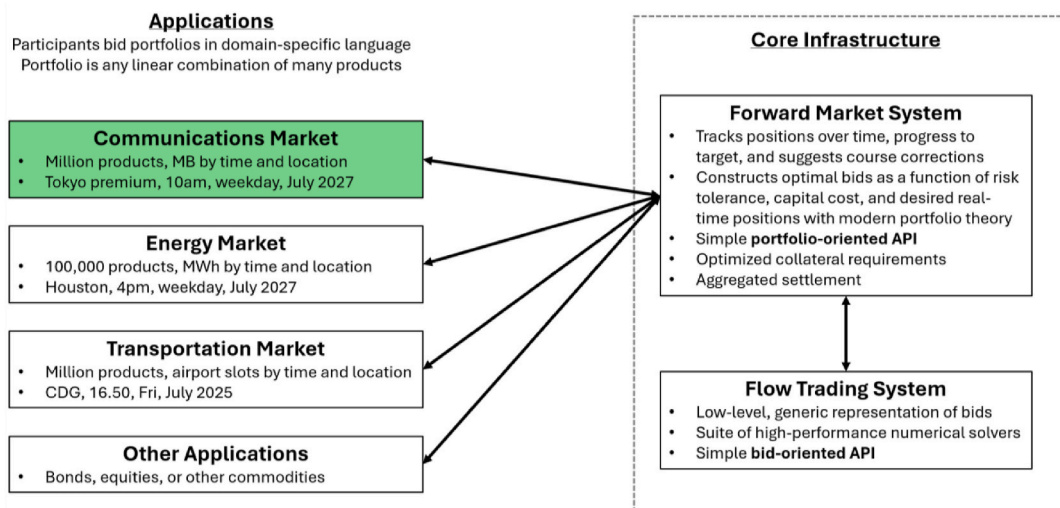 Applications
Participants bid portfolios in domain-specific language
Portfolio is any linear combination of many products
Communications Market
• Million products, MB by time and location
• Tokyo premium, 10am, weekday, July 2027
Energy Market
• 100,000 products, MWh by time and location
• Houston, 4pm, weekday, July 2027
Transportation Market
• Million products, airport slots by time and location
• CDG, 16.50, Fri, July 2025
Other Applications
• Bonds, equities, or other commodities
Core Infrastructure
Forward Market System
• Tracks positions over time, progress to
target, and suggests course corrections
• Constructs optimal bids as a function of risk
tolerance, capital cost, and desired real-
time positions with modern portfolio theory
• Simple portfolio-oriented API
• Optimized collateral requirements
• Aggregated settlement
Flow Trading System
• Low-level, generic representation of bids
• Suite of high-performance numerical solvers
• Simple bid-oriented API